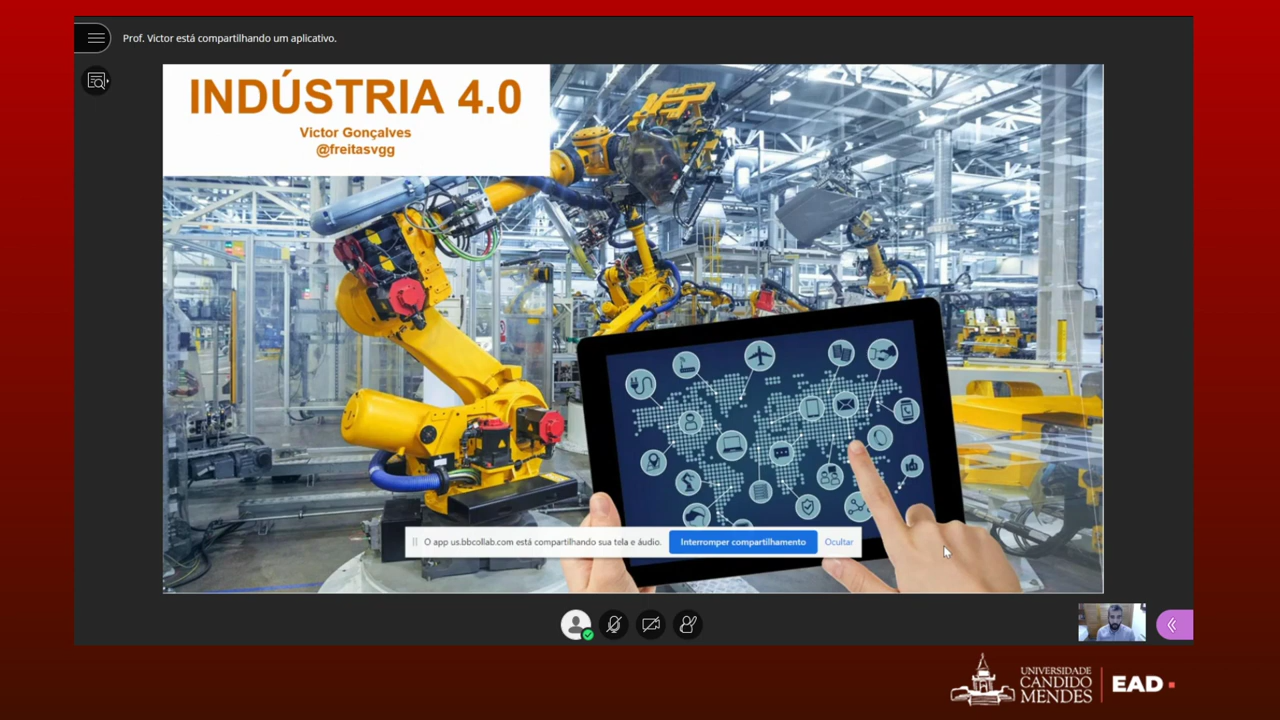 Prof. Victor está compartilhando um aplicativo.
INDÚSTRIA 4.0
Victor Gonçalves
@freitasvgg
O app us.bbcollab.com está compartilhando sua tela e áudio. Interromper compartilhamento Ocultar
UNIVERSIDADE
CANDIDO
MENDES
EAD